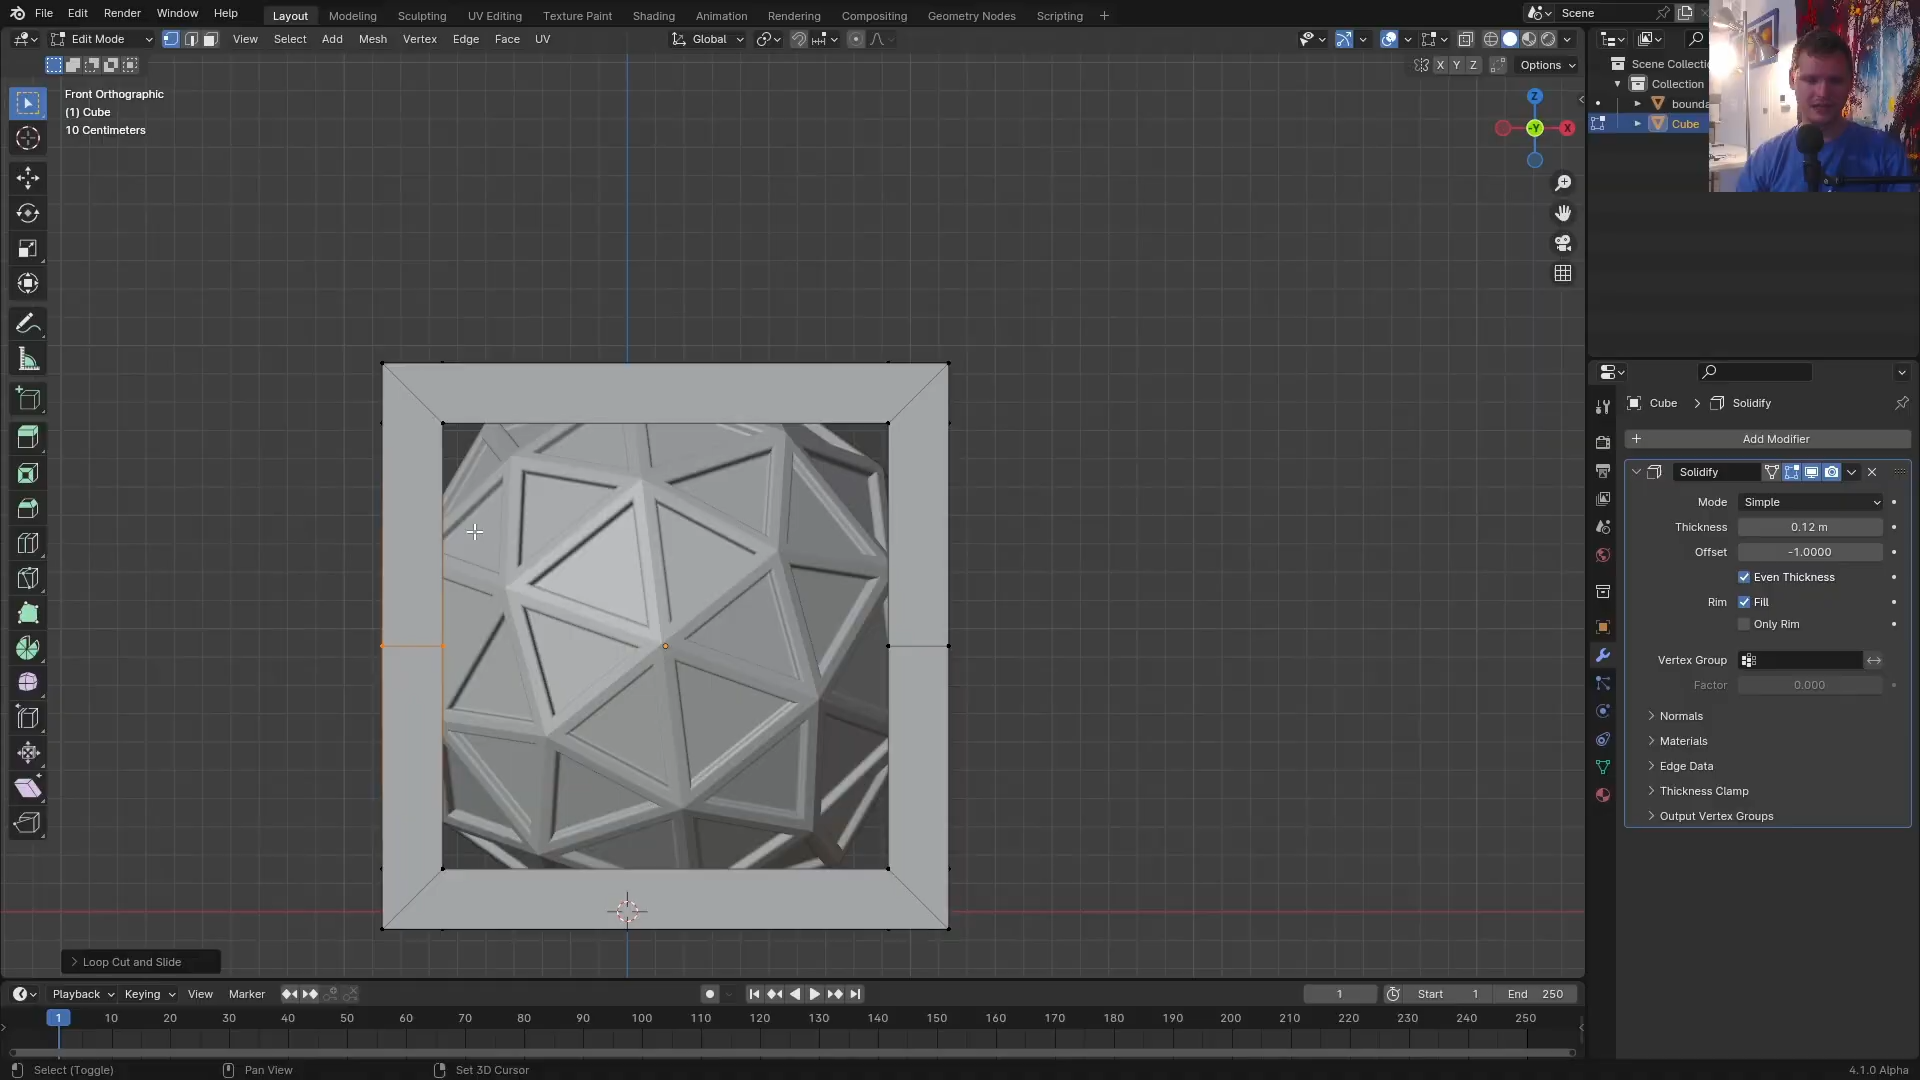 File Edit Render Window Help Layout Modeling Sculpting UV Editing Texture Paint Shading Animation Rendering Compositing Geometry Nodes Scripting + Scene
Edit Mode View Select Add Mesh Vertex Edge Face UV Global
X Y Z Options
Scene Collectio
Collection
bounda
Cube
Front Orthographic
(1) Cube
10 Centimeters
Z
-Y
X
Cube > Solidify
Add Modifier
Solidify
Mode Simple
Thickness 0.12 m
Offset -1.0000
Even Thickness
Rim Fill
Only Rim
Vertex Group
Factor 0.000
Normals
Materials
Edge Data
Thickness Clamp
Output Vertex Groups
Loop Cut and Slide
Playback Keying View Marker 1 Start 1 End 250
1 10 20 30 40 50 60 70 80 90 100 110 120 130 140 150 160 170 180 190 200 210 220 230 240 250
Select (Toggle) Pan View Set 3D Cursor 4.1.0 Alpha